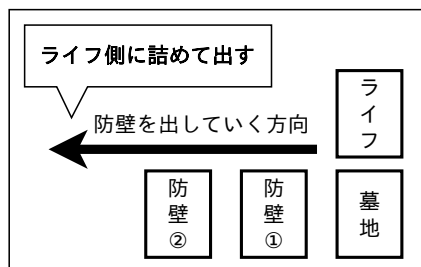 ライフ側に詰めて出す
防壁を出していく方向
ライフ
防壁②
防壁①
墓地